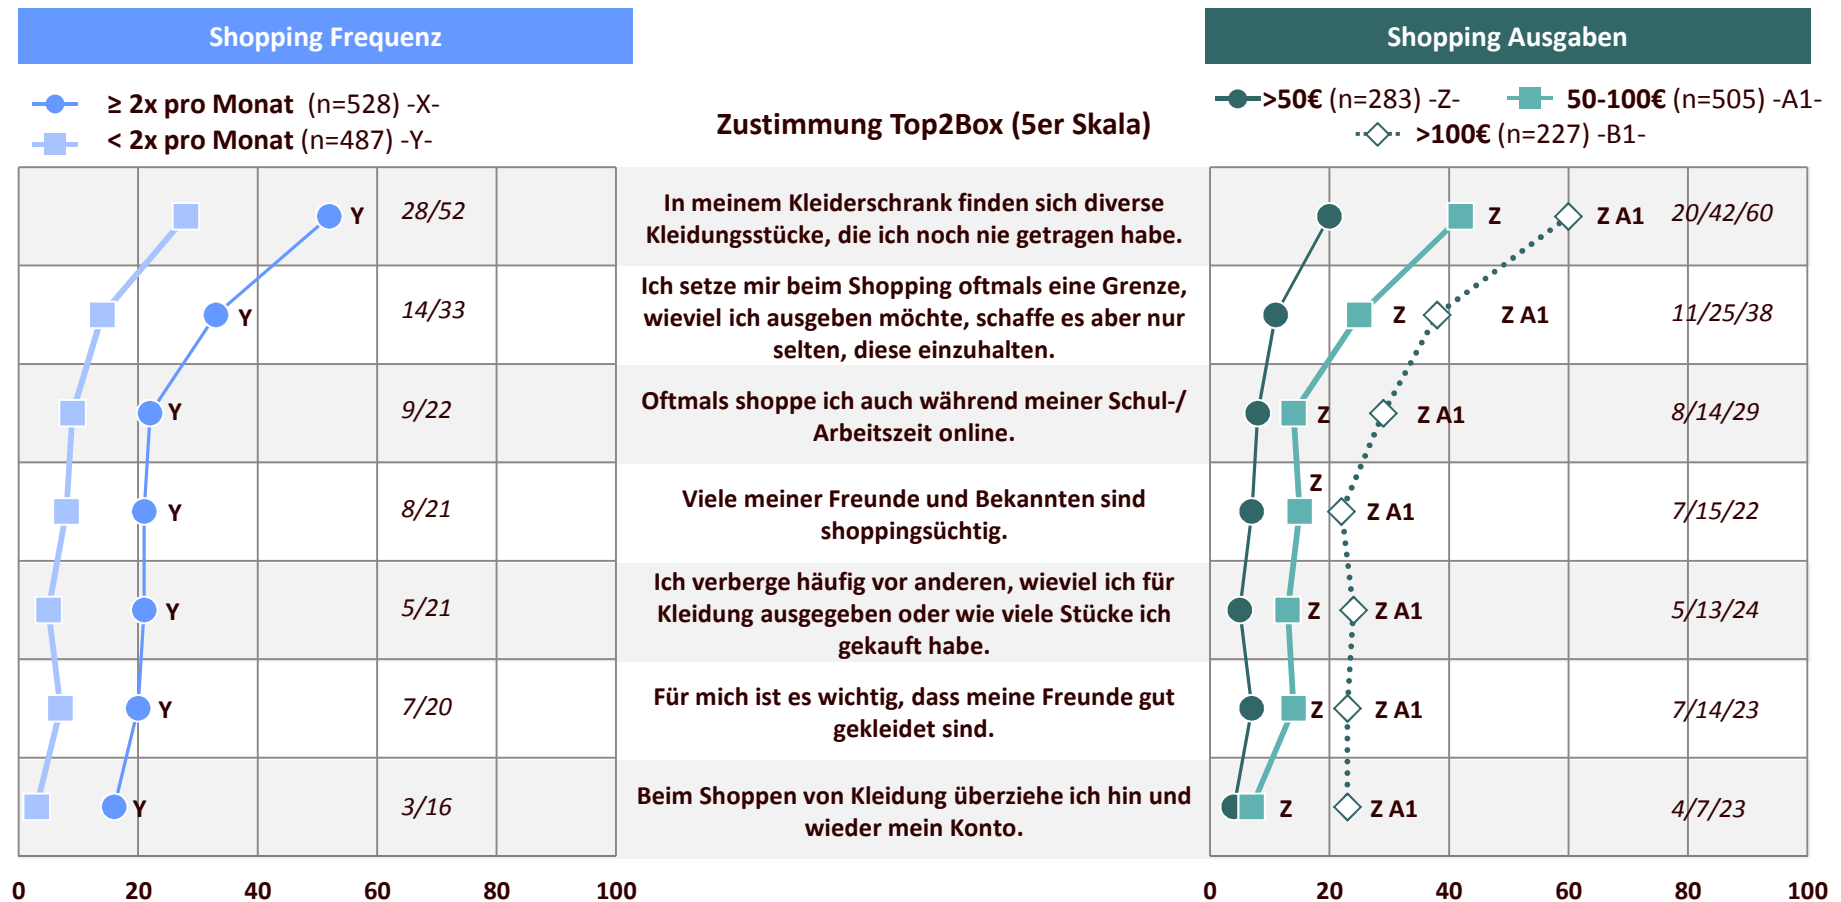 Shopping Frequenz
≥ 2x pro Monat (n=528) -X-
< 2x pro Monat (n=487) -Y-
Zustimmung Top2Box (5er Skala)
Shopping Ausgaben
>50€ (n=283) -Z-
50-100€ (n=505) -A1-
>100€ (n=227) -B1-
Y
28/52
In meinem Kleiderschrank finden sich diverse
Kleidungsstücke, die ich noch nie getragen habe.
Z
Z A1
20/42/60
Y
14/33
Ich setze mir beim Shopping oftmals eine Grenze,
wieviel ich ausgeben möchte, schaffe es aber nur
selten, diese einzuhalten.
Z
Z A1
11/25/38
Y
9/22
Oftmals shoppe ich auch während meiner Schul-/
Arbeitszeit online.
Z
Z A1
8/14/29
Y
8/21
Viele meiner Freunde und Bekannten sind
shoppingsüchtig.
Z
Z A1
7/15/22
Y
5/21
Ich verberge häufig vor anderen, wieviel ich für
Kleidung ausgegeben oder wie viele Stücke ich
gekauft habe.
Z
Z A1
5/13/24
Y
7/20
Für mich ist es wichtig, dass meine Freunde gut
gekleidet sind.
Z
Z A1
7/14/23
Y
3/16
Beim Shoppen von Kleidung überziehe ich hin und
wieder mein Konto.
Z
Z A1
4/7/23
0 20 40 60 80 100
0 20 40 60 80 100